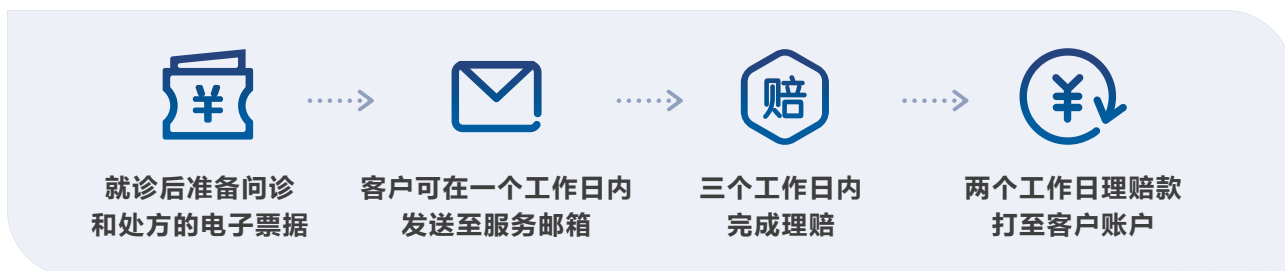 ¥
赔
¥
就诊后准备问诊
和处方的电子票据
客户可在一个工作日内
发送至服务邮箱
三个工作日内
完成理赔
两个工作日理赔款
打至客户账户